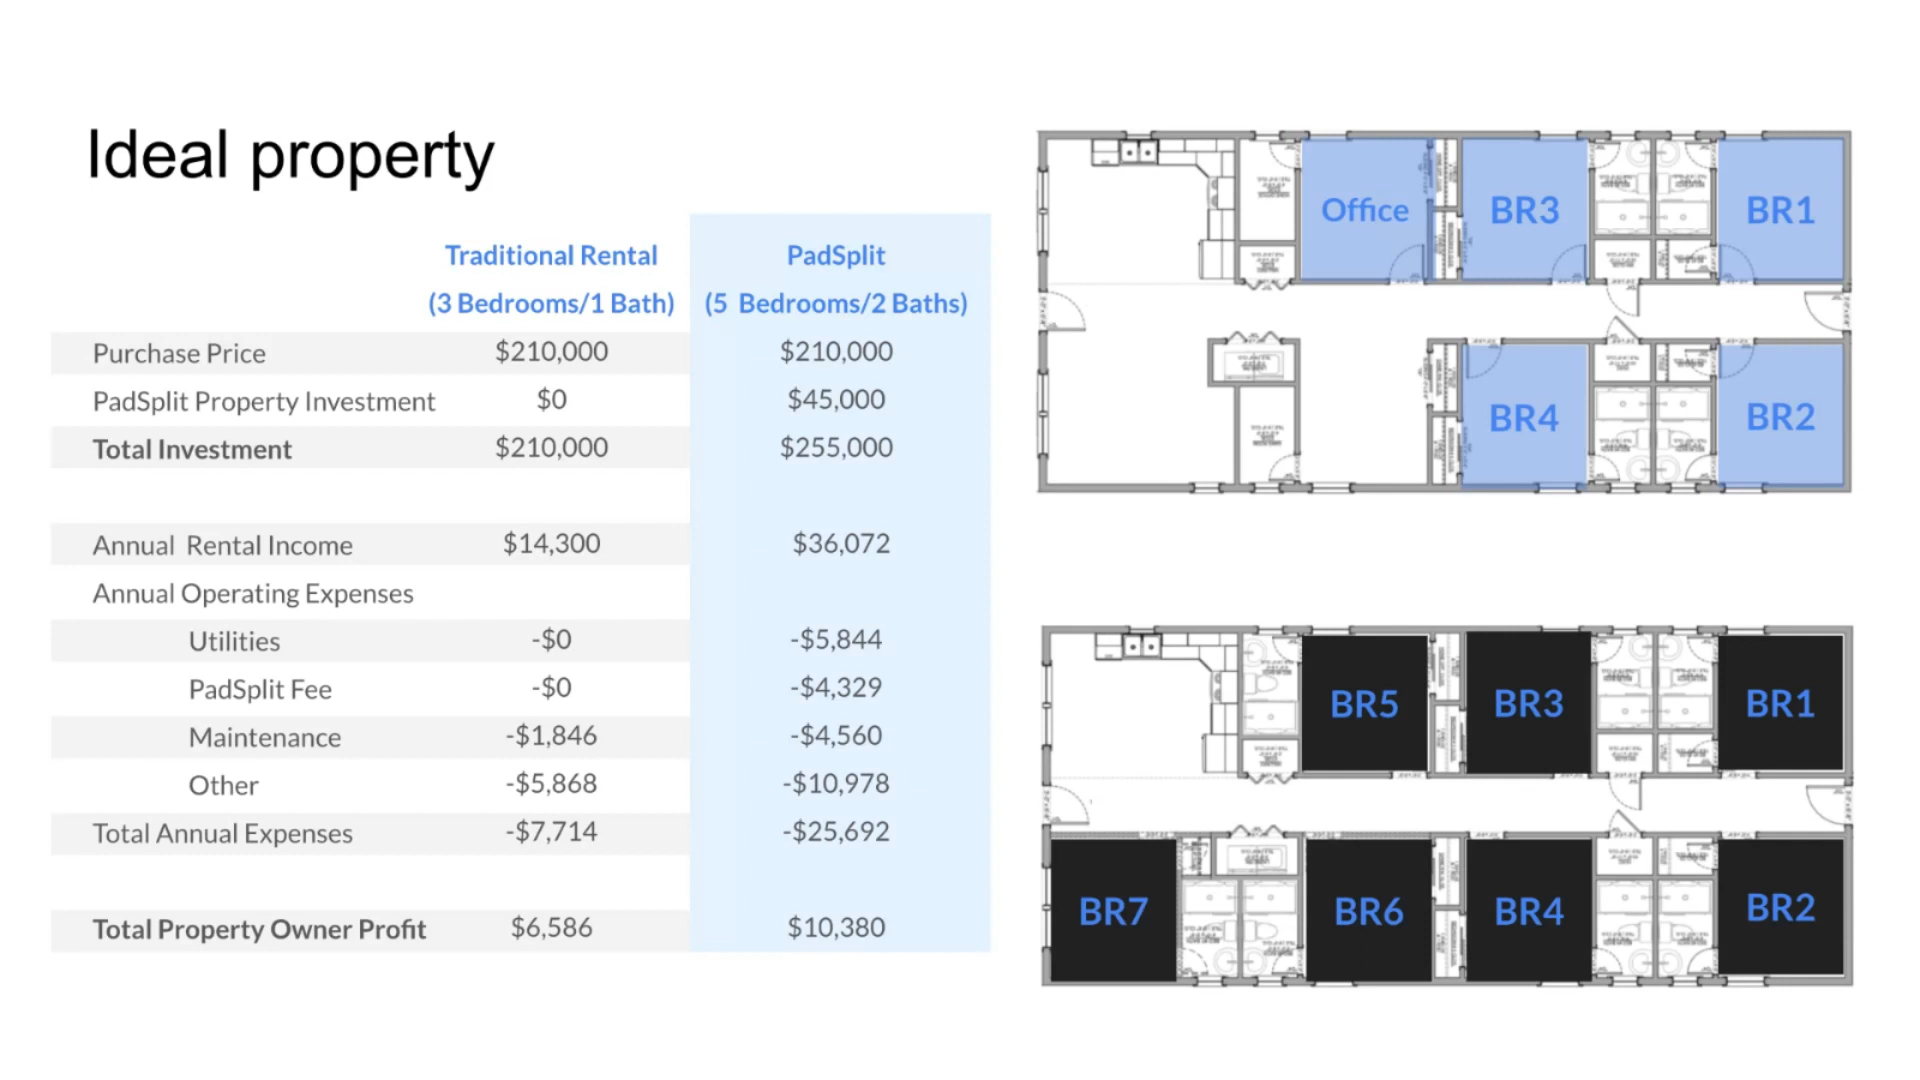 Ideal property
Traditional Rental PadSplit
(3 Bedrooms/1 Bath) (5 Bedrooms/2 Baths)
Purchase Price $210,000 $210,000
PadSplit Property Investment $0 $45,000
Total Investment $210,000 $255,000
Annual Rental Income $14,300 $36,072
Annual Operating Expenses
Utilities -$0 -$5,844
PadSplit Fee -$0 -$4,329
Maintenance -$1,846 -$4,560
Other -$5,868 -$10,978
Total Annual Expenses -$7,714 -$25,692
Total Property Owner Profit $6,586 $10,380
Office BR3 BR1
BR4 BR2
BR5 BR3 BR1
BR7 BR6 BR4 BR2